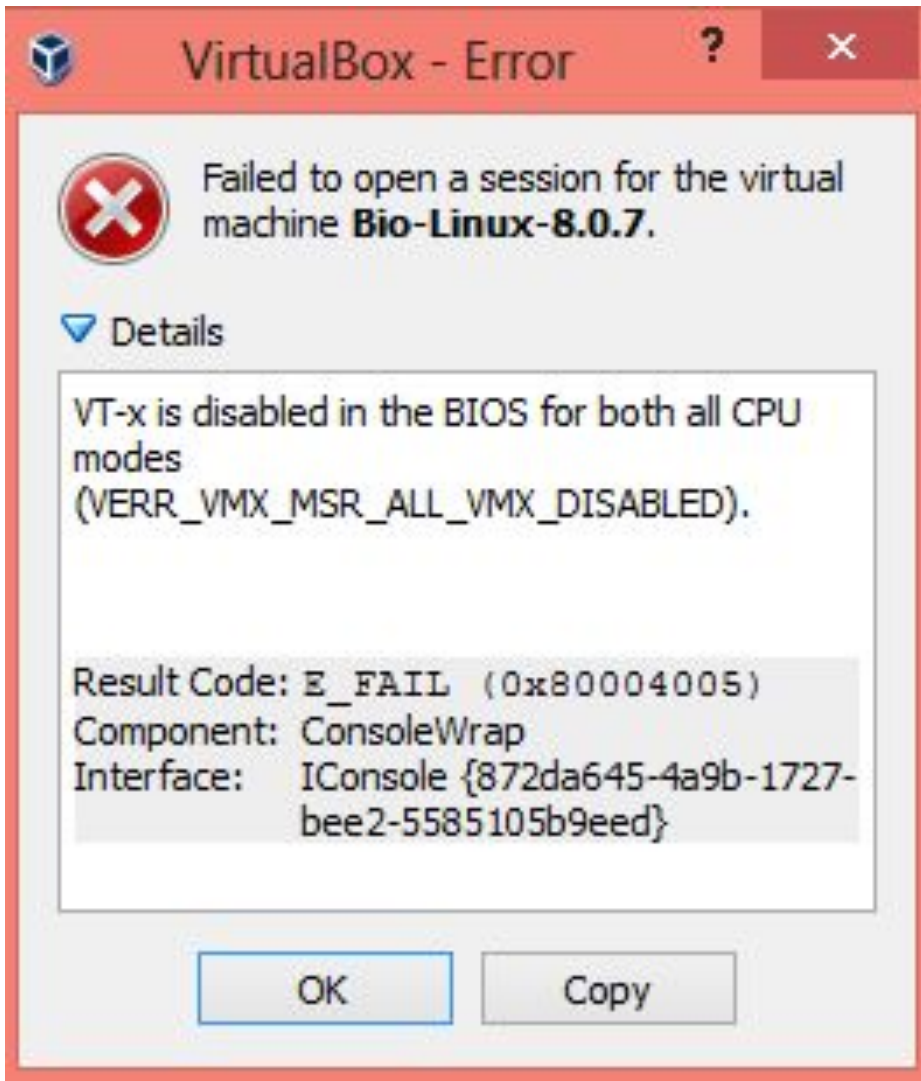 VirtualBox - Error ? ×
Failed to open a session for the virtual
machine Bio-Linux-8.0.7.
Details
VT-x is disabled in the BIOS for both all CPU
modes
(VERR_VMX_MSR_ALL_VMX_DISABLED).
Result Code: E_FAIL (0x80004005)
Component: ConsoleWrap
Interface: IConsole {872da645-4a9b-1727-
bee2-5585105b9eed}
OK Copy